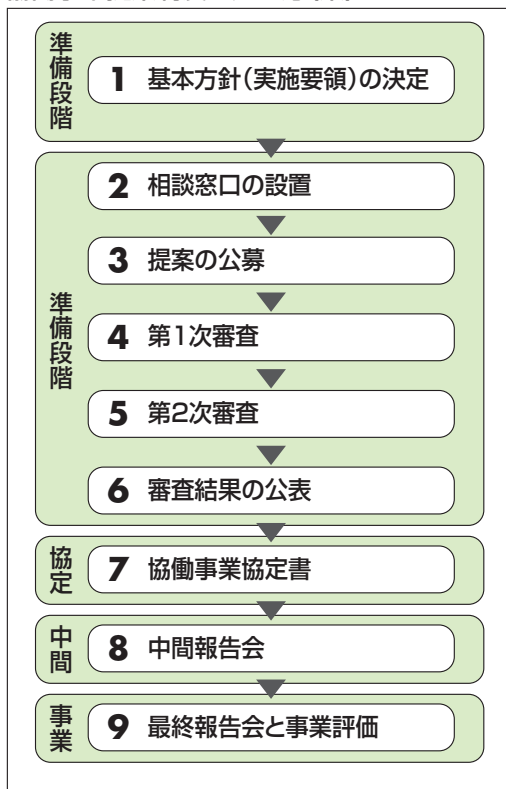 準備段階
1 基本方針(実施要領)の決定
準備段階
2 相談窓口の設置
3 提案の公募
4 第1次審査
5 第2次審査
6 審査結果の公表
協定
7 協働事業協定書
中間
8 中間報告会
事業
9 最終報告会と事業評価